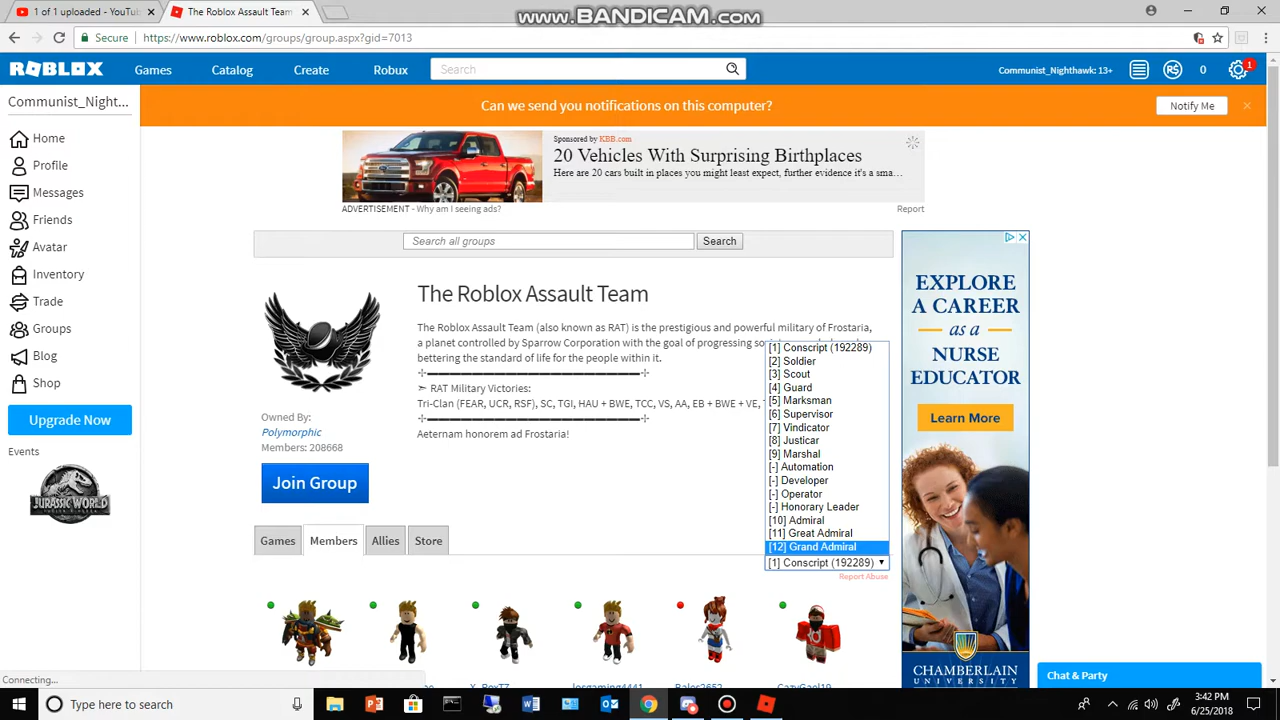 www.BANDICAM.com
1 of 1 uploaded - YouTube
The Roblox Assault Team
Secure
https://www.roblox.com/groups/group.aspx?gid=7013
ROBLOX
Games
Catalog
Create
Robux
Search
Communist_Nighthawk: 13+
0
1
Communist_Nighth...
Can we send you notifications on this computer?
Notify Me
Home
Profile
Messages
Friends
Avatar
Inventory
Trade
Groups
Blog
Shop
Upgrade Now
Events
JURASSIC WORLD
Sponsored by KBB.com
20 Vehicles With Surprising Birthplaces
Here are 20 cars built in places you might least expect, further evidence it's a sma...
ADVERTISEMENT - Why am I seeing ads?
Report
Search all groups
Search
The Roblox Assault Team
The Roblox Assault Team (also known as RAT) is the prestigious and powerful military of Frostaria,
a planet controlled by Sparrow Corporation with the goal of progressing so
bettering the standard of life for the people within it.
➣ RAT Military Victories:
Tri-Clan (FEAR, UCR, RSF), SC, TGI, HAU + BWE, TCC, VS, AA, EB + BWE + VE,
Aeternam honorem ad Frostaria!
Owned By:
Polymorphic
Members: 208668
Join Group
[1] Conscript (192289)
[2] Soldier
[3] Scout
[4] Guard
[5] Marksman
[6] Supervisor
[7] Vindicator
[8] Justicar
[9] Marshal
[-] Automation
[-] Developer
[-] Operator
[-] Honorary Leader
[10] Admiral
[11] Great Admiral
[12] Grand Admiral
[1] Conscript (192289)
Report Abuse
Games
Members
Allies
Store
EXPLORE
A CAREER
as a
NURSE
EDUCATOR
Learn More
CHAMBERLAIN
UNIVERSITY
Chat & Party
Connecting...
Type here to search
3:42 PM
6/25/2018